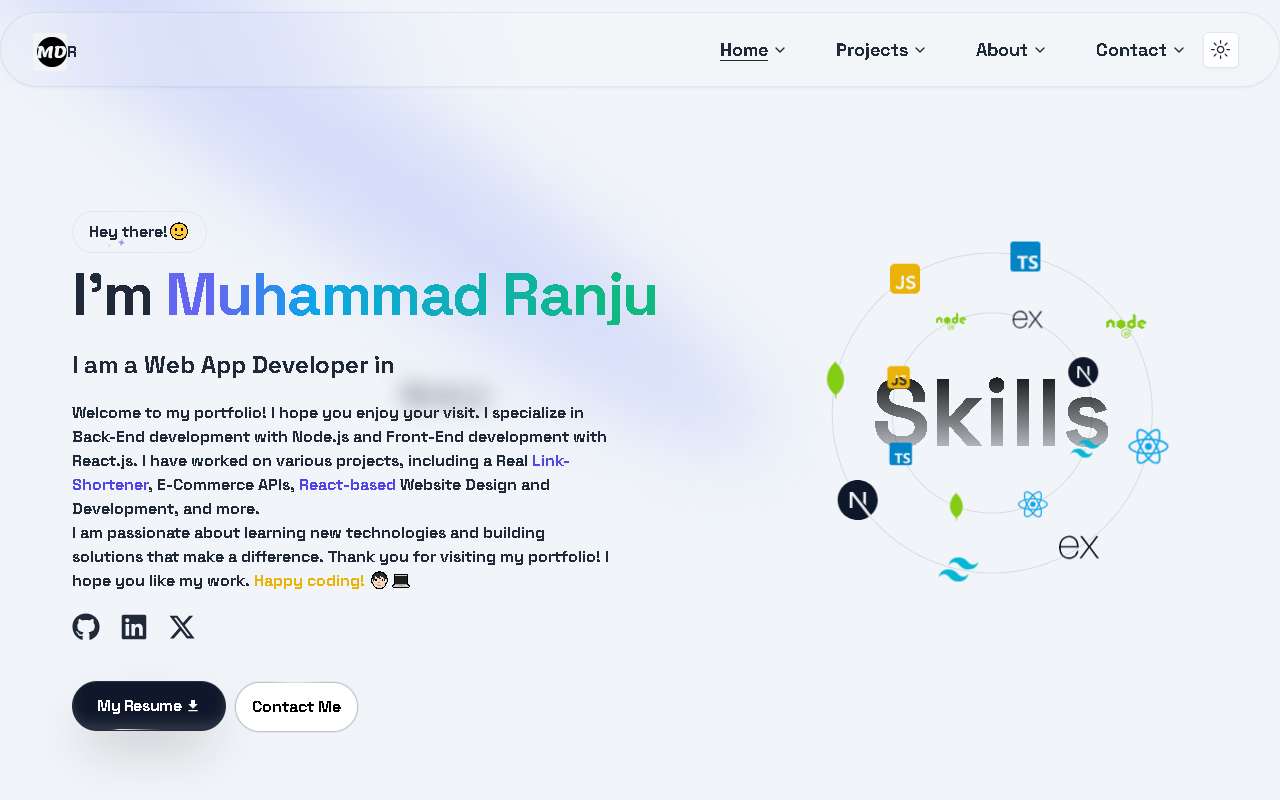 MDR
Home
Projects
About
Contact
Hey there!🙂
I'm Muhammad Ranju
I am a Web App Developer in
Welcome to my portfolio! I hope you enjoy your visit. I specialize in
Back-End development with Node.js and Front-End development with
React.js. I have worked on various projects, including a Real Link-
Shortener, E-Commerce APIs, React-based Website Design and
Development, and more.
I am passionate about learning new technologies and building
solutions that make a difference. Thank you for visiting my portfolio! I
hope you like my work. Happy coding! 🧑🏻‍💻
My Resume
Contact Me
TS
JS
node
ex
node
JS
N
Skills
TS
N
ex